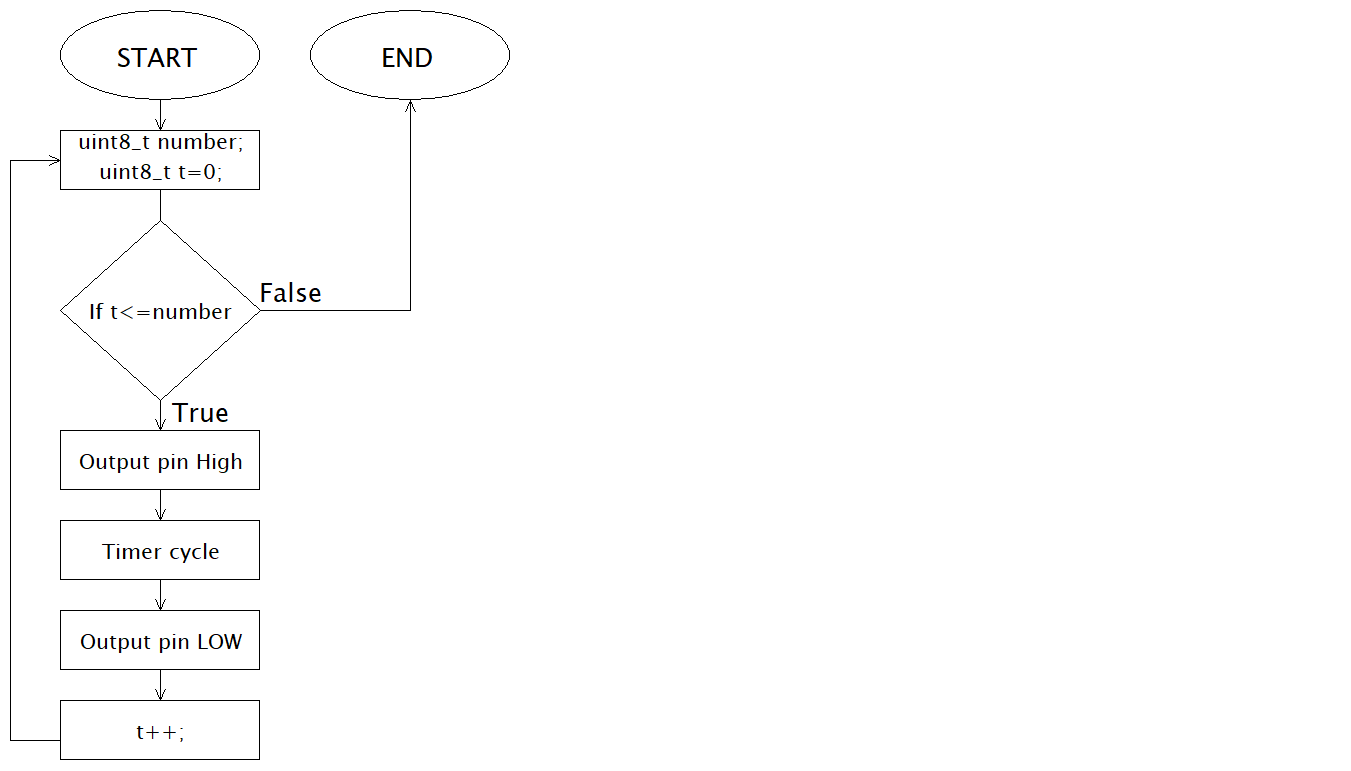 START
END
uint8_t number;
uint8_t t=0;
If t<=number
False
True
Output pin High
Timer cycle
Output pin LOW
t++;